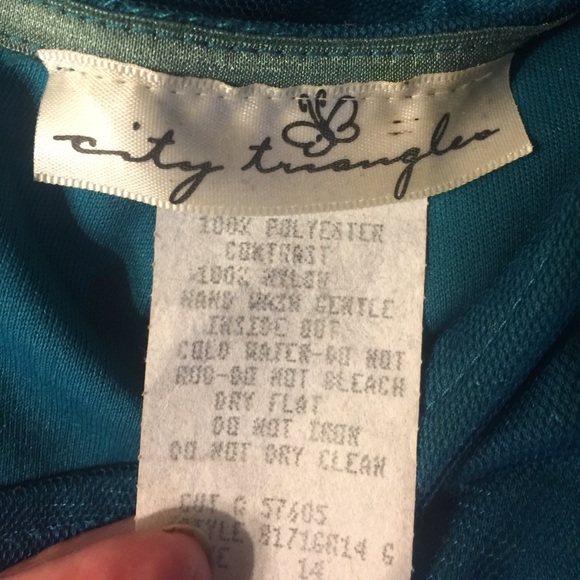 city triangles
100% POLYESTER
CONTRAST
100% NYLON
HAND WASH GENTLE
INSIDE OUT
COLD WATER-DO NOT
RUB-DO NOT BLEACH
DRY FLAT
DO NOT IRON
DO NOT DRY CLEAN
CUT # 57605
STYLE 81716R14 G
14